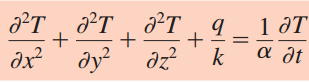 ∂²T/∂x² + ∂²T/∂y² + ∂²T/∂z² + q/k = 1/α ∂T/∂t